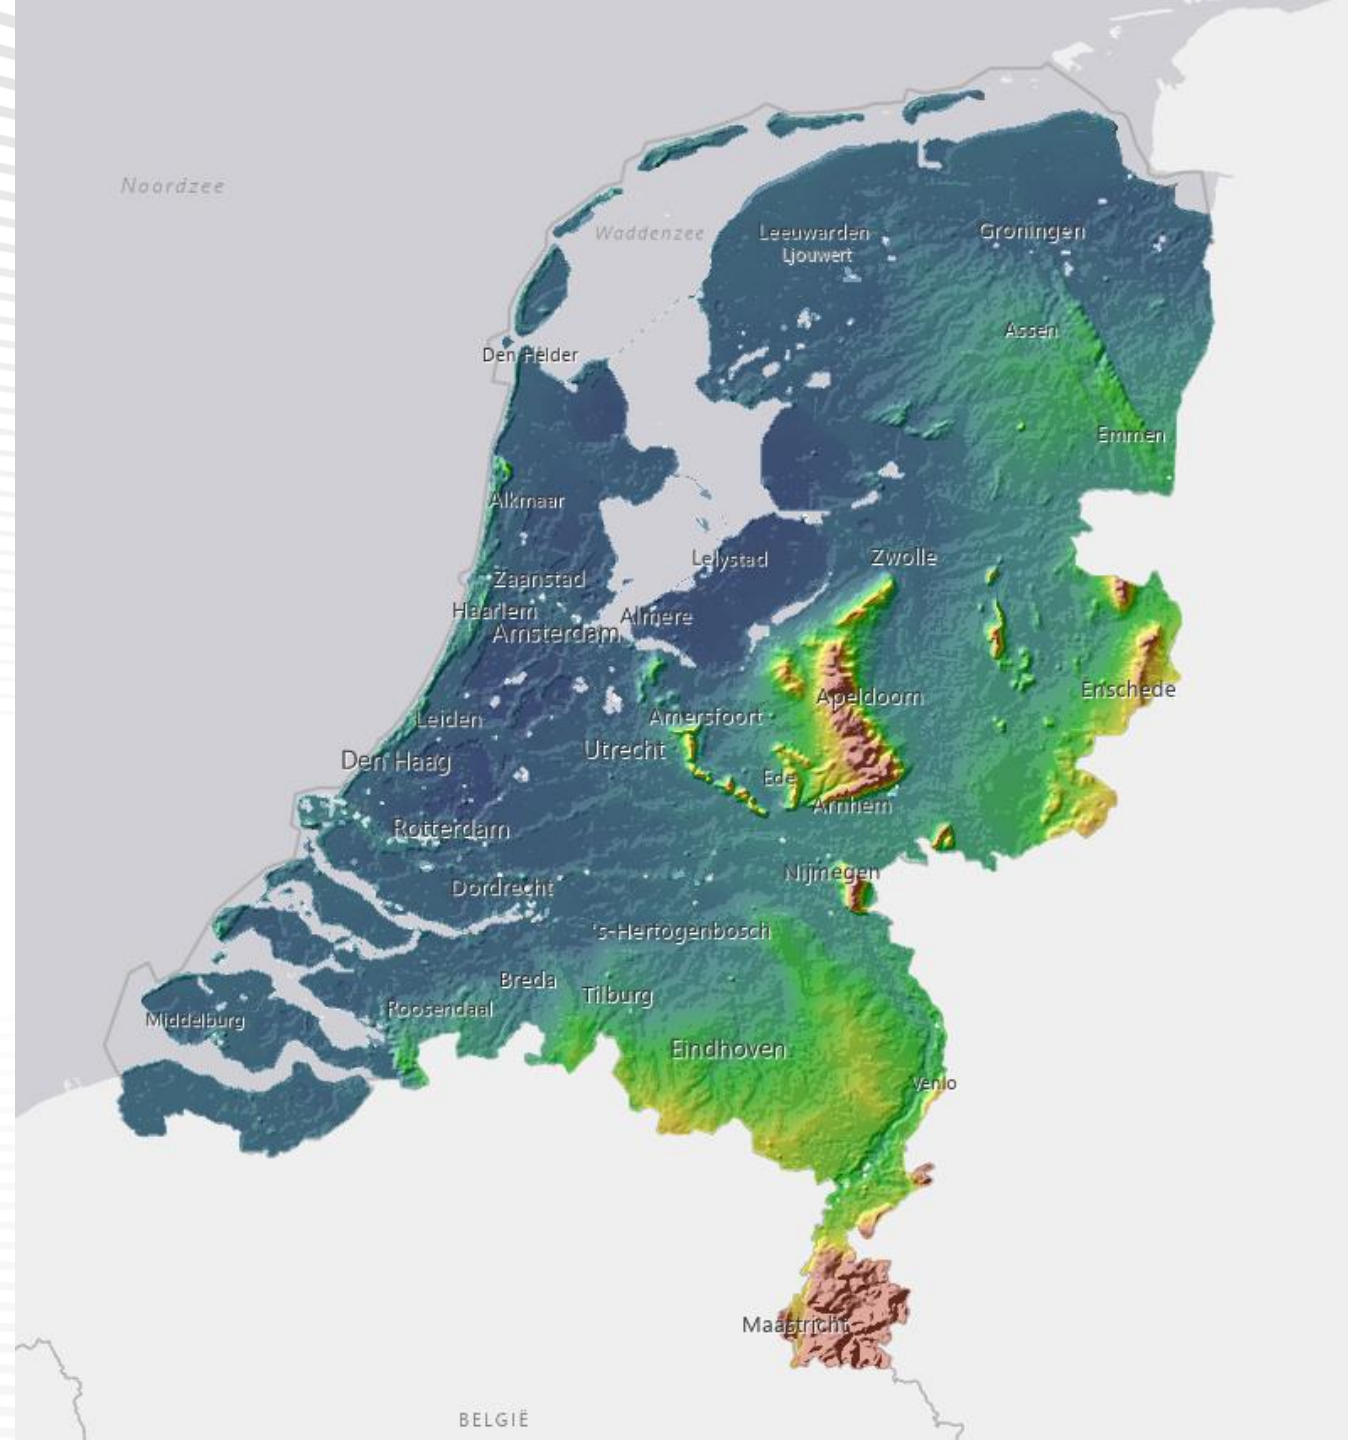 Noordzee
Waddenzee
Leeuwarden
Ljouwert
Groningen
Assen
Den Helder
Emmen
Alkmaar
Lelystad
Zwolle
Zaanstad
Haarlem
Almere
Amsterdam
Enschede
Apeldoorn
Leiden
Amersfoort
Utrecht
Den Haag
Ede
Arnhem
Rotterdam
Nijmegen
Dordrecht
's-Hertogenbosch
Breda
Tilburg
Roosendaal
Middelburg
Eindhoven
Venlo
Maastricht
BELGIË